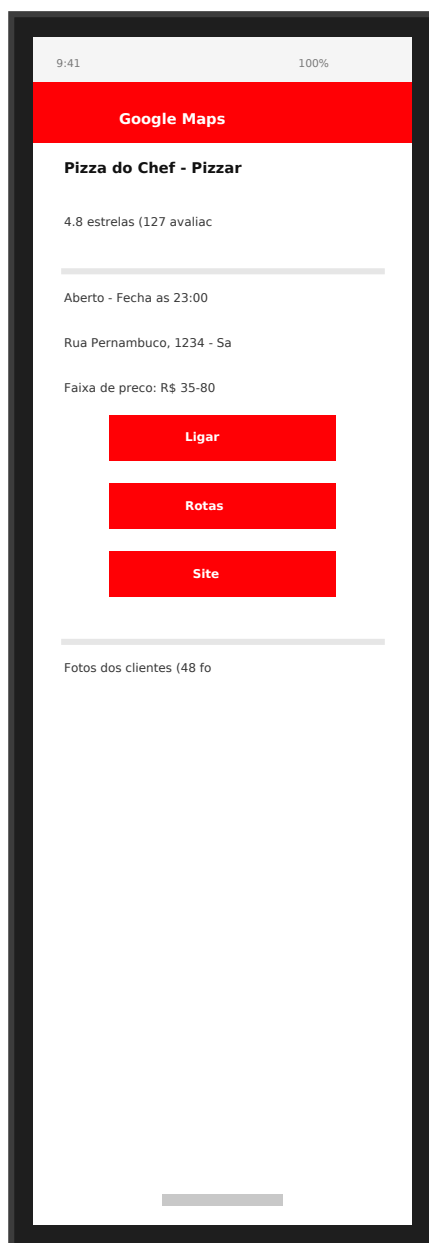 9:41 100%
Google Maps
Pizza do Chef - Pizzar
4.8 estrelas (127 avaliac
Aberto - Fecha as 23:00
Rua Pernambuco, 1234 - Sa
Faixa de preco: R$ 35-80
Ligar
Rotas
Site
Fotos dos clientes (48 fo